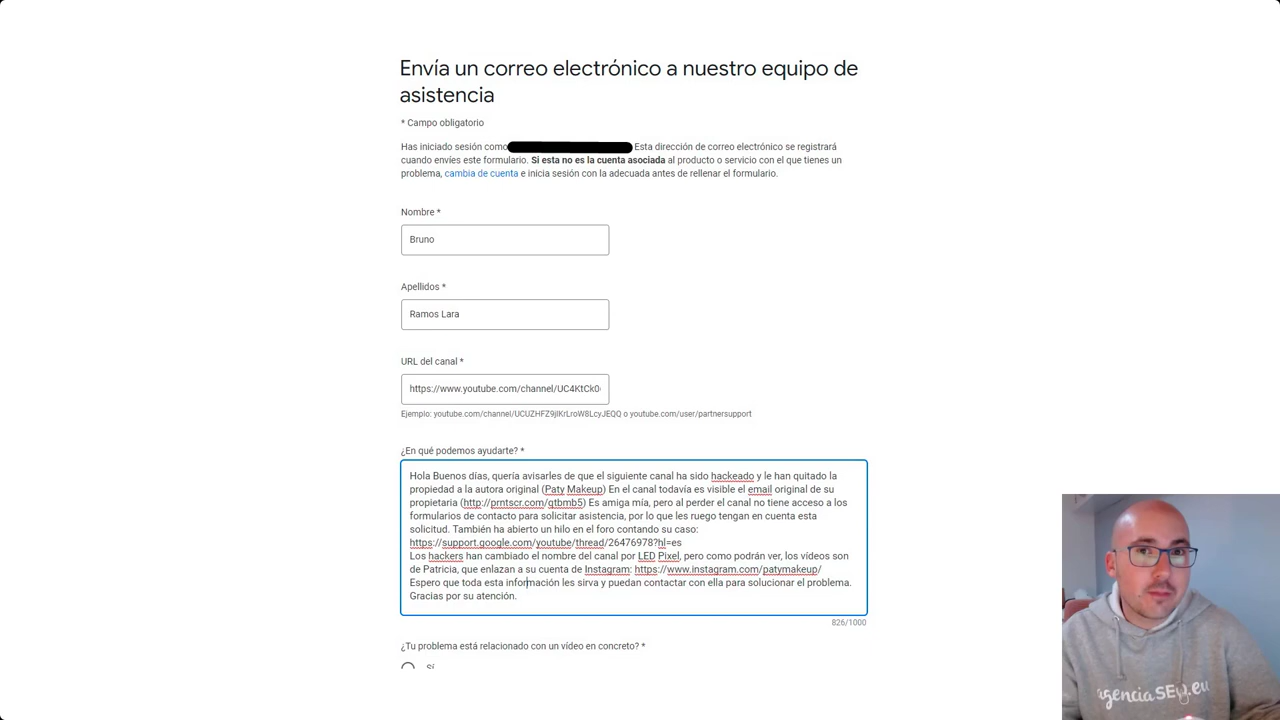 Envía un correo electrónico a nuestro equipo de
asistencia
* Campo obligatorio
Has iniciado sesión como Esta dirección de correo electrónico se registrará
cuando envíes este formulario. Si esta no es la cuenta asociada al producto o servicio con el que tienes un
problema, cambia de cuenta e inicia sesión con la adecuada antes de rellenar el formulario.
Nombre *
Bruno
Apellidos *
Ramos Lara
URL del canal *
https://www.youtube.com/channel/UC4KtCk0
Ejemplo: youtube.com/channel/UCUZHFZ9jIKrLroW8LcyJEQQ o youtube.com/user/partnersupport
¿En qué podemos ayudarte? *
Hola Buenos días, quería avisarles de que el siguiente canal ha sido hackeado y le han quitado la
propiedad a la autora original (Paty Makeup) En el canal todavía es visible el email original de su
propietaria (http://prntscr.com/qtbmb5) Es amiga mía, pero al perder el canal no tiene acceso a los
formularios de contacto para solicitar asistencia, por lo que les ruego tengan en cuenta esta
solicitud. También ha abierto un hilo en el foro contando su caso:
https://support.google.com/youtube/thread/26476978?hl=es
Los hackers han cambiado el nombre del canal por LED Pixel, pero como podrán ver, los vídeos son
de Patricia, que enlazan a su cuenta de Instagram: https://www.instagram.com/patymakeup/
Espero que toda esta información les sirva y puedan contactar con ella para solucionar el problema.
Gracias por su atención.
826/1000
¿Tu problema está relacionado con un vídeo en concreto? *
Sí
agenciaSEO.eu